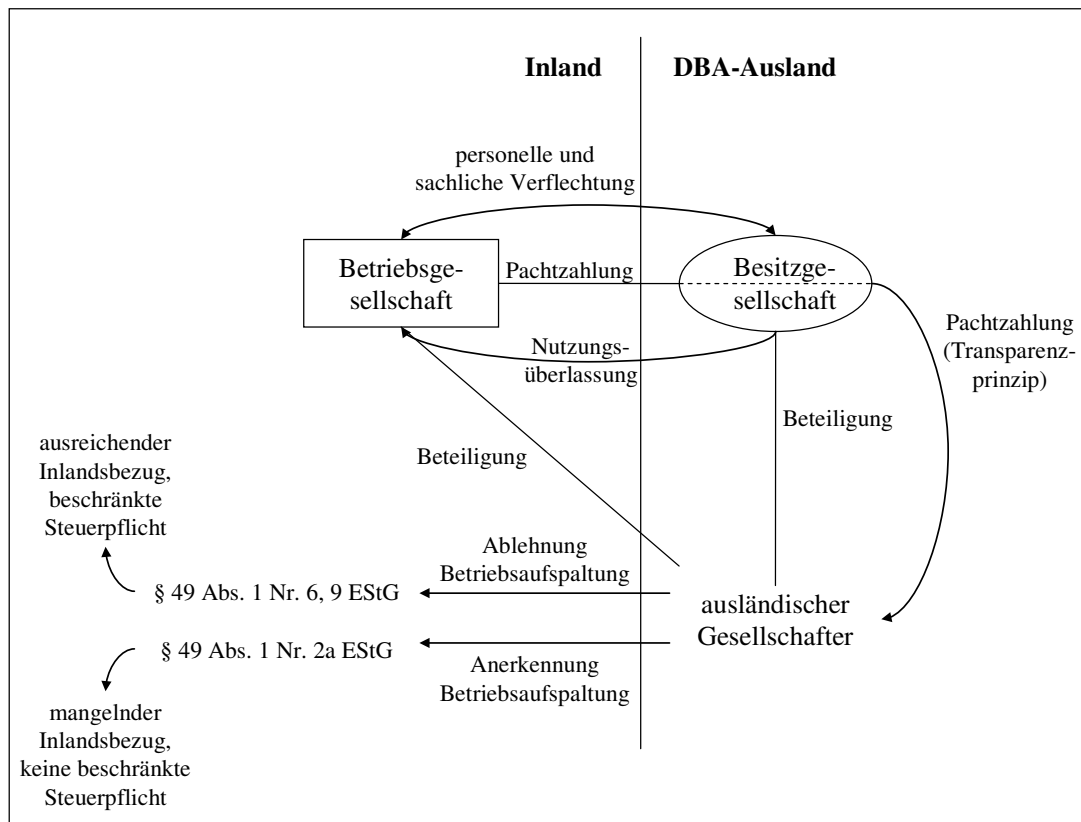 Inland
DBA-Ausland
personelle und
sachliche Verflechtung
Betriebsge-
sellschaft
Pachtzahlung
Besitzge-
sellschaft
Pachtzahlung
(Transparenz-
prinzip)
Nutzungs-
überlassung
Beteiligung
Beteiligung
ausreichender
Inlandsbezug,
beschränkte
Steuerpflicht
Ablehnung
Betriebsaufspaltung
§ 49 Abs. 1 Nr. 6, 9 EStG
ausländischer
Gesellschafter
§ 49 Abs. 1 Nr. 2a EStG
Anerkennung
Betriebsaufspaltung
mangelnder
Inlandsbezug,
keine beschränkte
Steuerpflicht